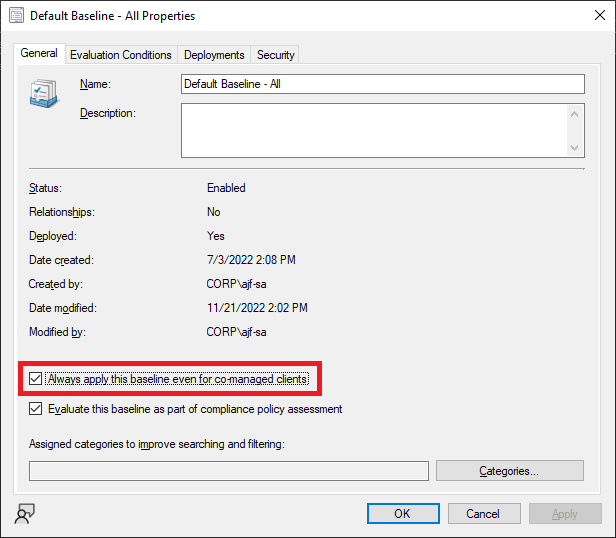 Default Baseline - All Properties
General
Evaluation Conditions
Deployments
Security
Name:
Default Baseline - All
Description:
Status:
Enabled
Relationships:
No
Deployed:
Yes
Date created:
7/3/2022 2:08 PM
Created by:
CORP\ajf-sa
Date modified:
11/21/2022 2:02 PM
Modified by:
CORP\ajf-sa
Always apply this baseline even for co-managed clients
Evaluate this baseline as part of compliance policy assessment
Assigned categories to improve searching and filtering:
Categories...
OK
Cancel
Apply